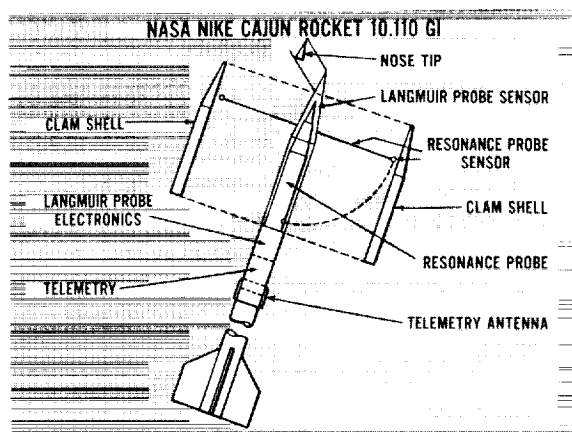 NASA NIKE CAJUN ROCKET 10.110 GI
NOSE TIP
LANGMUIR PROBE SENSOR
CLAM SHELL
RESONANCE PROBE
SENSOR
LANGMUIR PROBE
ELECTRONICS
CLAM SHELL
RESONANCE PROBE
TELEMETRY
TELEMETRY ANTENNA